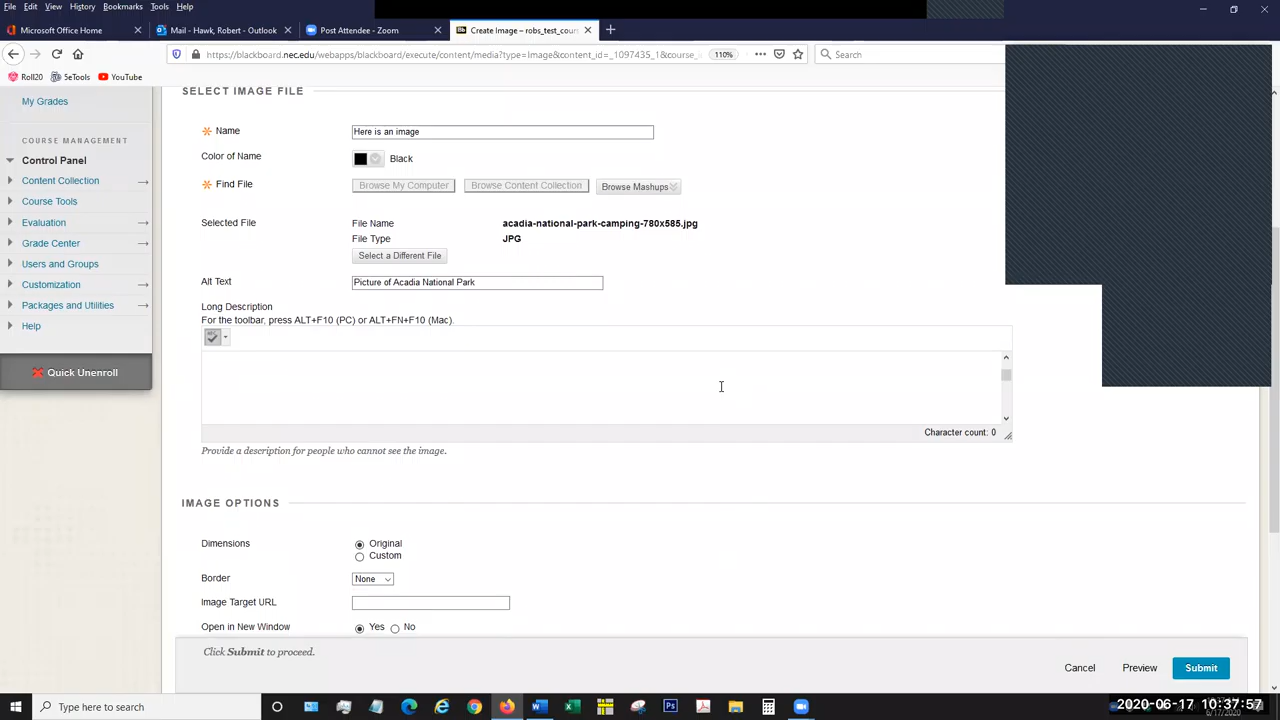 File Edit View History Bookmarks Tools Help
Microsoft Office Home
Mail - Hawk, Robert - Outlook
Post Attendee - Zoom
Bb Create Image – robs_test_cour
https://blackboard.nec.edu/webapps/blackboard/execute/content/media?type=Image&content_id=_1097435_1&course_
110%
Search
Roll20
5eTools
YouTube
My Grades
COURSE MANAGEMENT
Control Panel
Content Collection
Course Tools
Evaluation
Grade Center
Users and Groups
Customization
Packages and Utilities
Help
Quick Unenroll
SELECT IMAGE FILE
Name Here is an image
Color of Name Black
Find File Browse My Computer Browse Content Collection Browse Mashups
Selected File File Name acadia-national-park-camping-780x585.jpg
File Type JPG
Select a Different File
Alt Text Picture of Acadia National Park
Long Description
For the toolbar, press ALT+F10 (PC) or ALT+FN+F10 (Mac).
Character count: 0
Provide a description for people who cannot see the image.
IMAGE OPTIONS
Dimensions Original
Custom
Border None
Image Target URL
Open in New Window Yes No
Click Submit to proceed.
Cancel Preview Submit
Type here to search
2020-06-17 10:37:57